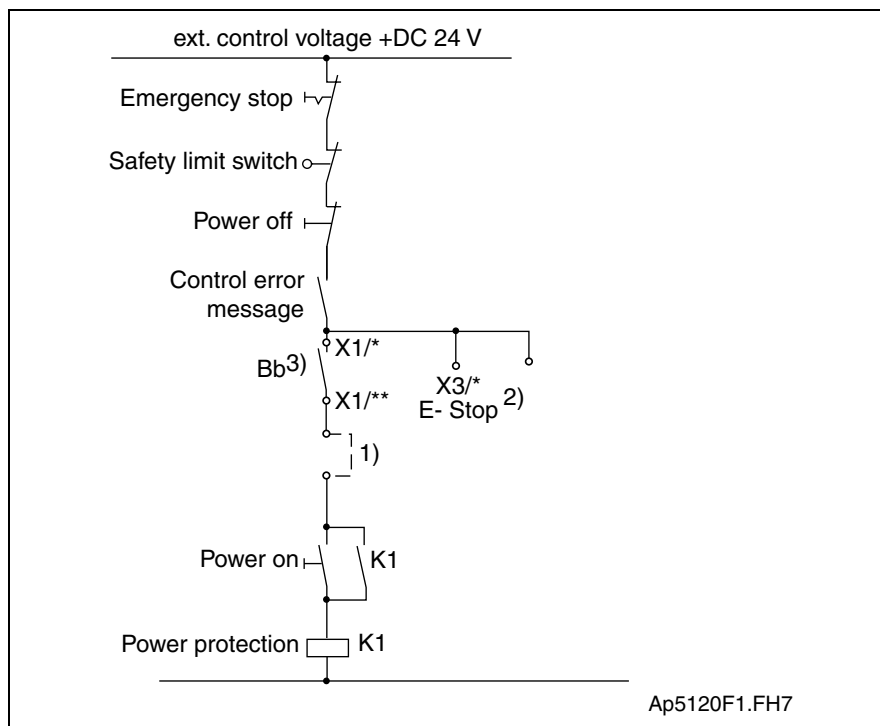 ext. control voltage +DC 24 V
Emergency stop
Safety limit switch
Power off
Control error
message
X1/*
Bb3)
X3/*
E- Stop 2)
X1/**
1)
Power on
K1
Power protection
K1
Ap5120F1.FH7